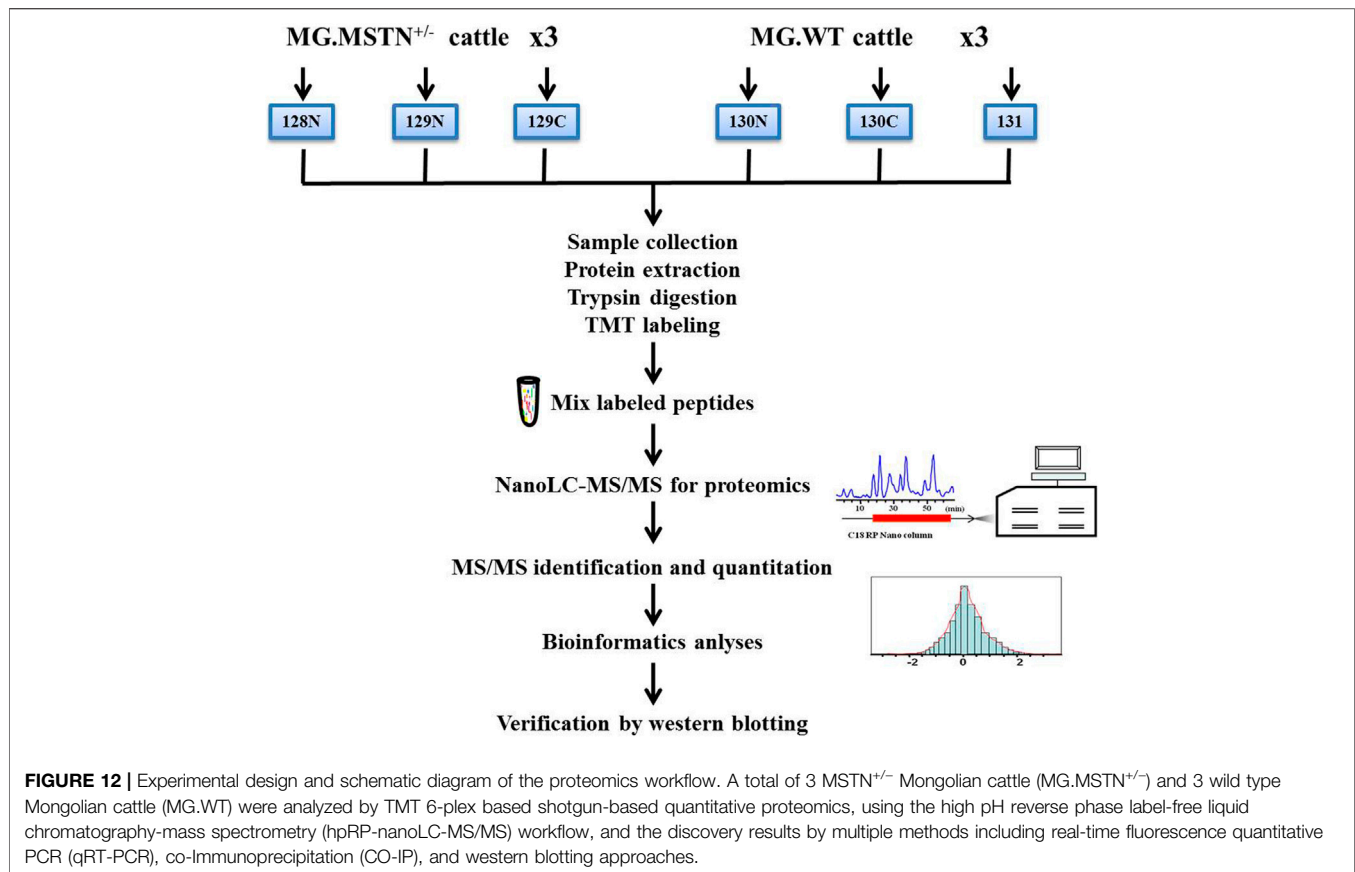 MG.MSTN+/- cattle x3 MG.WT cattle x3
128N 129N 129C 130N 130C 131
Sample collection
Protein extraction
Trypsin digestion
TMT labeling
Mix labeled peptides
NanoLC-MS/MS for proteomics
10 30 50 (min)
C18 RP Nano column
MS/MS identification and quantitation
-2 0 2
Bioinformatics anlyses
Verification by western blotting
FIGURE 12 | Experimental design and schematic diagram of the proteomics workflow. A total of 3 MSTN+/− Mongolian cattle (MG.MSTN+/−) and 3 wild type
Mongolian cattle (MG.WT) were analyzed by TMT 6-plex based shotgun-based quantitative proteomics, using the high pH reverse phase label-free liquid
chromatography-mass spectrometry (hpRP-nanoLC-MS/MS) workflow, and the discovery results by multiple methods including real-time fluorescence quantitative
PCR (qRT-PCR), co-Immunoprecipitation (CO-IP), and western blotting approaches.